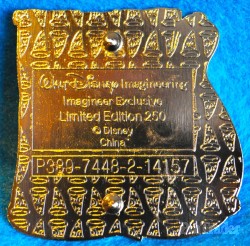 Walt Disney Imagineering
Imagineer Exclusive
Limited Edition 250
© Disney
China
P389-7448-2-14157